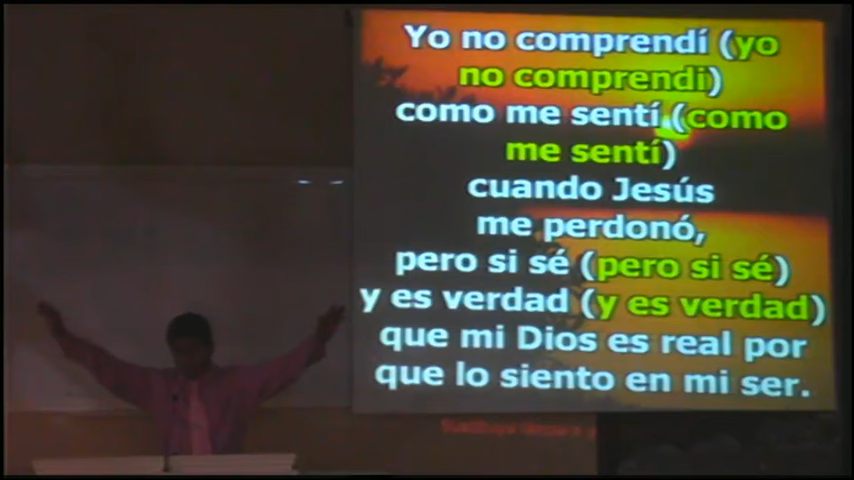 Yo no comprendí (yo
no comprendi)
como me sentí (como
me sentí)
cuando Jesús
me perdonó,
pero si sé (pero si sé)
y es verdad (y es verdad)
que mi Dios es real por
que lo siento en mi ser.